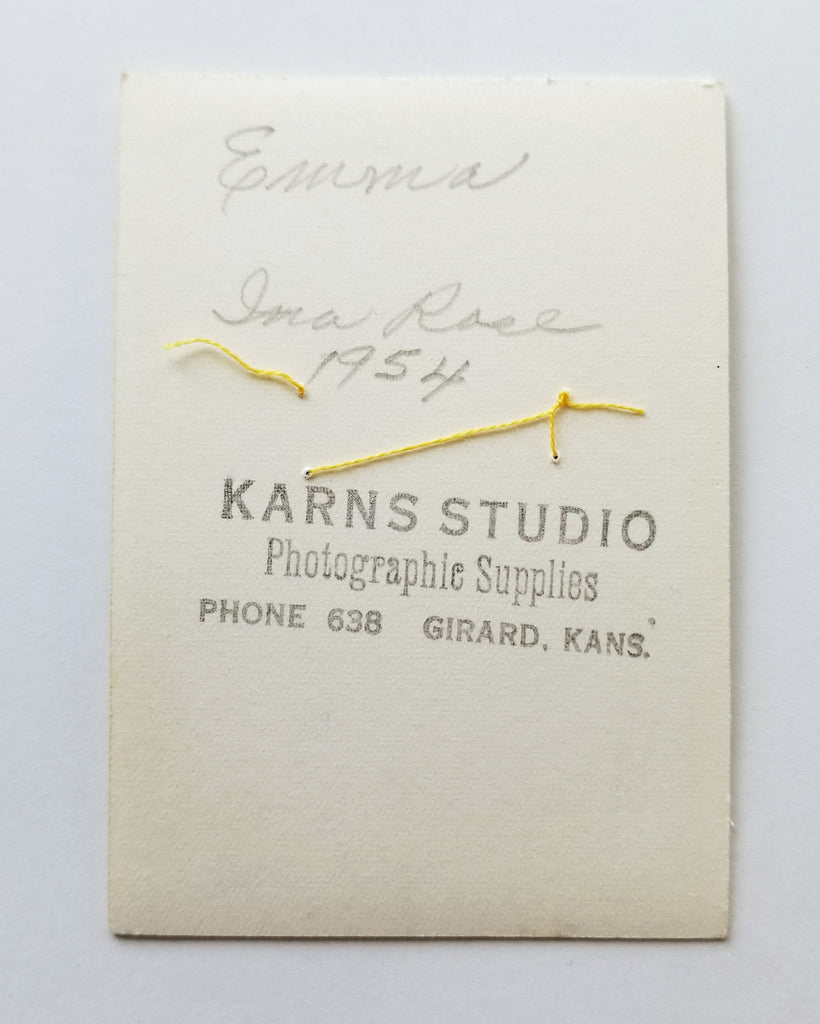 Emma
Ina Rose
1954
KARNS STUDIO
Photographic Supplies
PHONE 638 GIRARD, KANS.